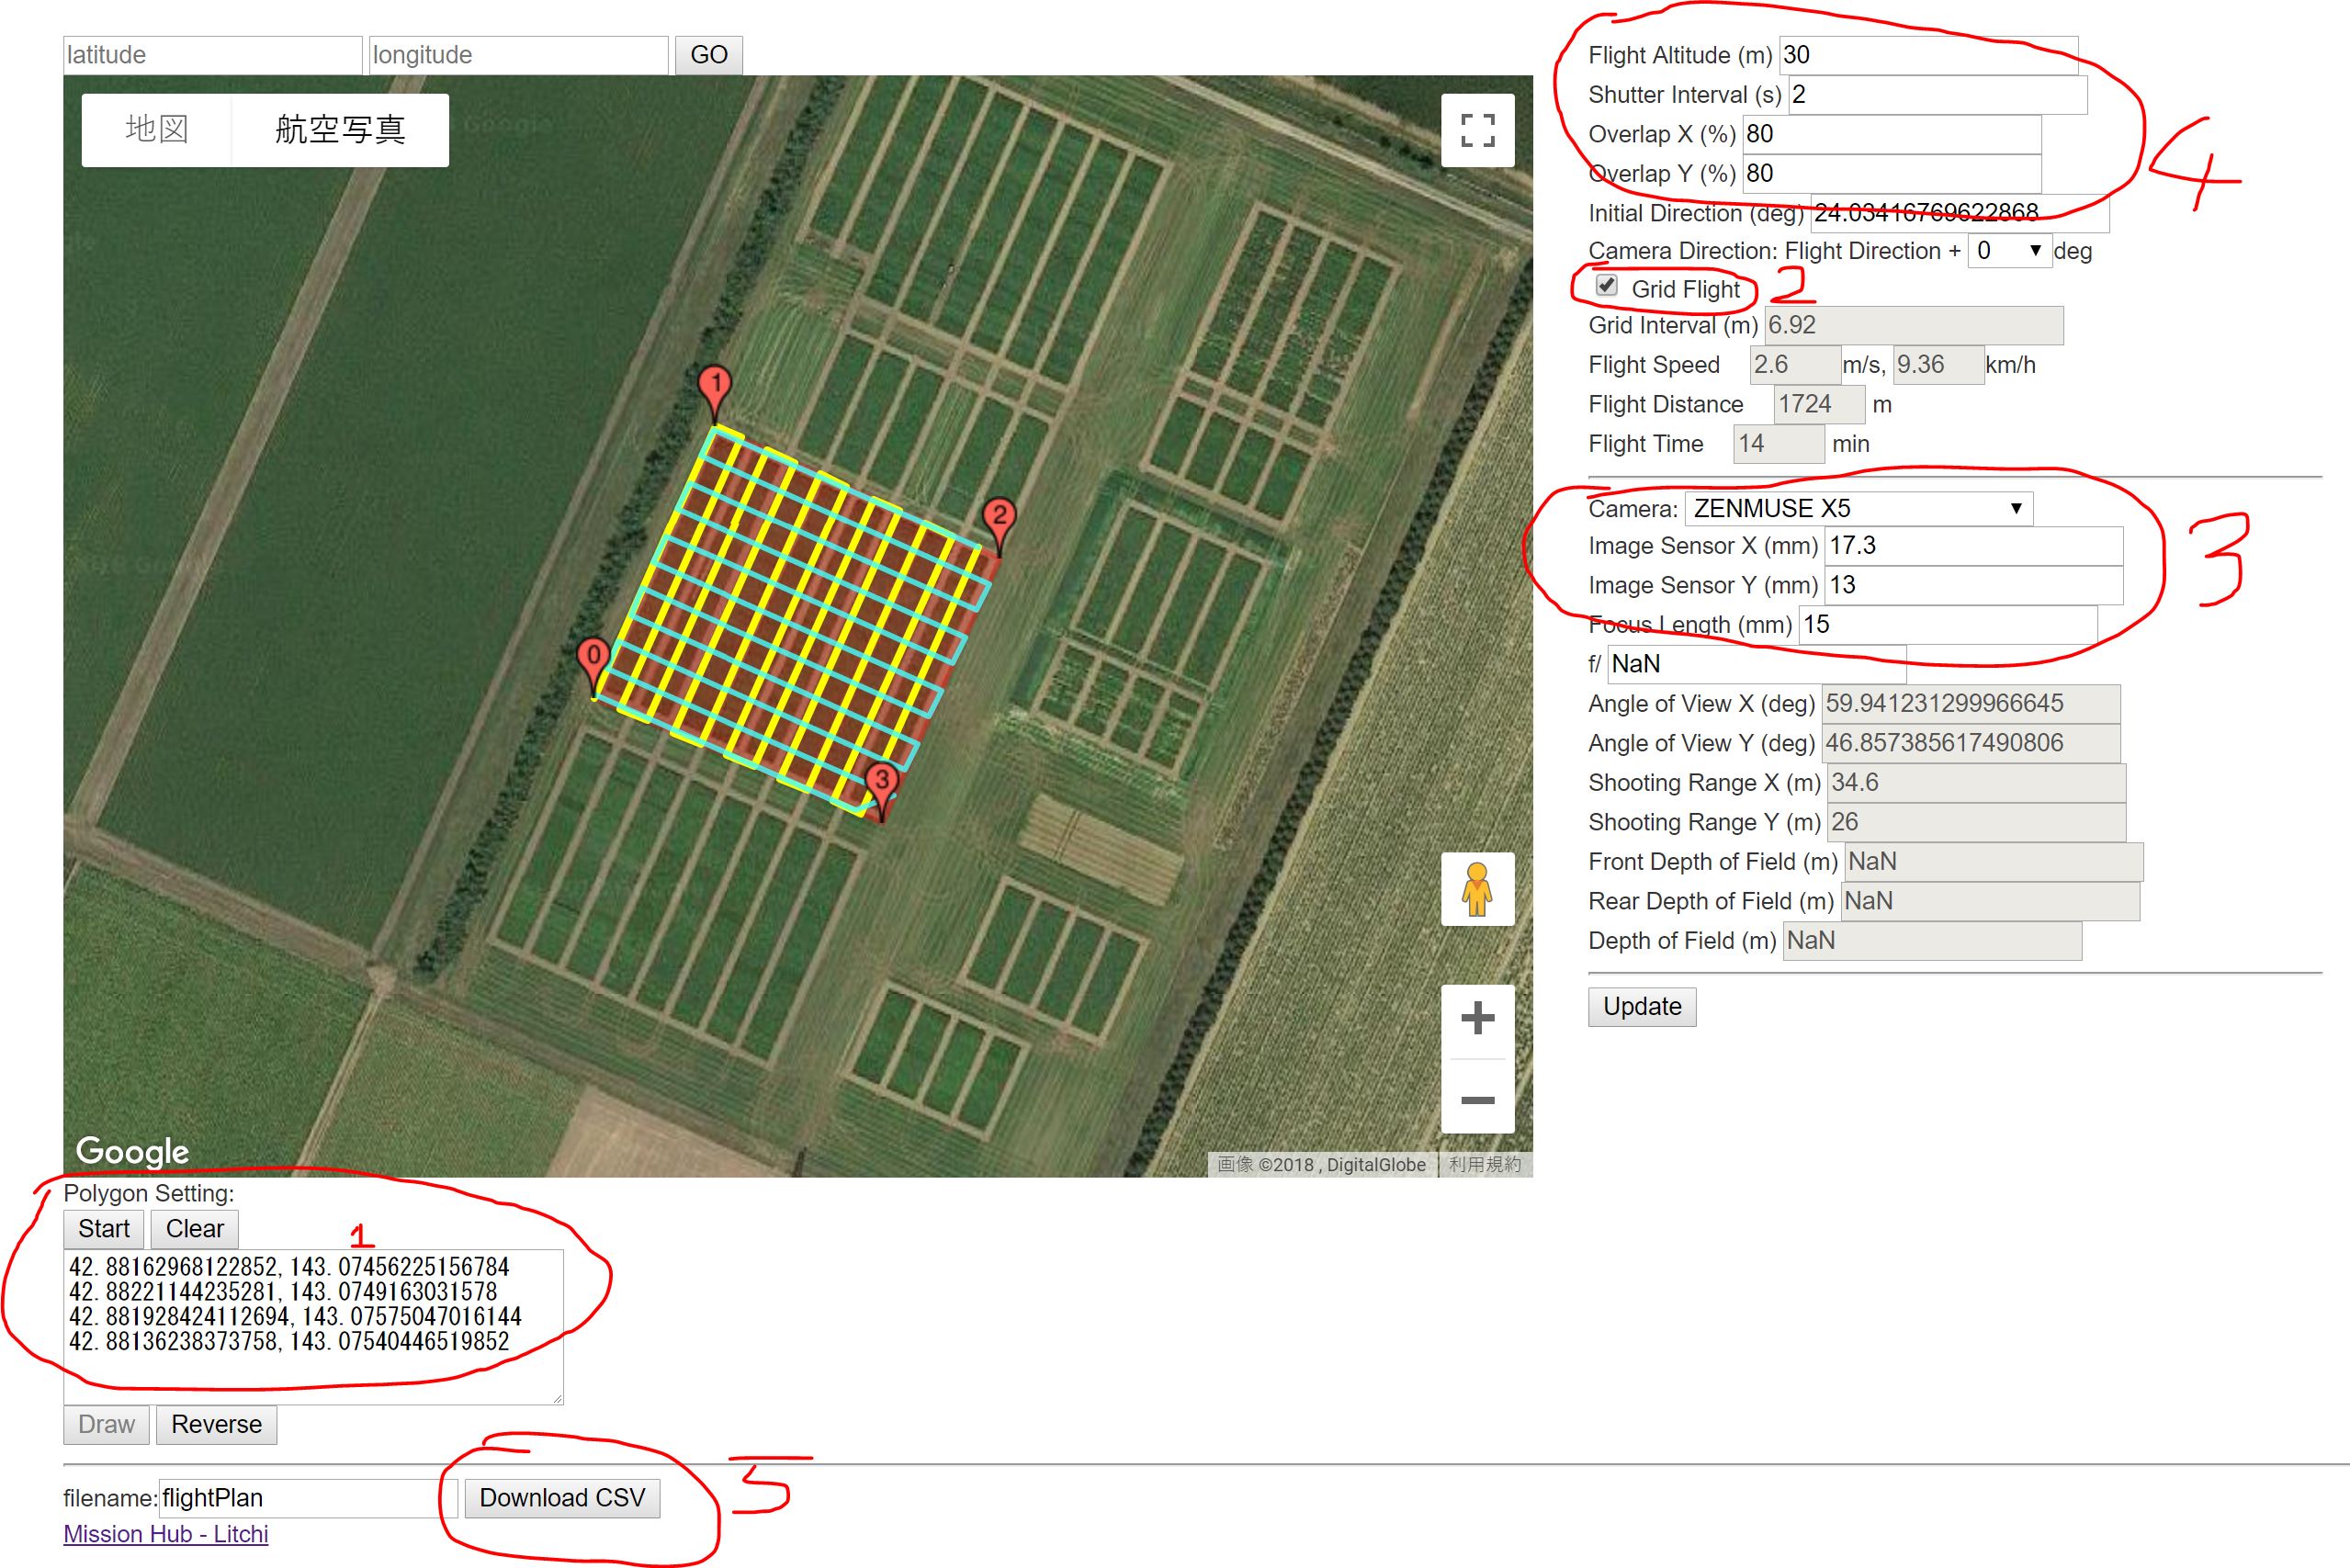 latitude longitude GO
地図 航空写真
1
2
0
3
Google
画像 ©2018 , DigitalGlobe 利用規約
Flight Altitude (m) 30
Shutter Interval (s) 2
Overlap X (%) 80
Overlap Y (%) 80
4
Initial Direction (deg) 24.03416769622868
Camera Direction: Flight Direction + 0 deg
Grid Flight 2
Grid Interval (m) 6.92
Flight Speed 2.6 m/s, 9.36 km/h
Flight Distance 1724 m
Flight Time 14 min
Camera: ZENMUSE X5
Image Sensor X (mm) 17.3
Image Sensor Y (mm) 13
3
Focus Length (mm) 15
f/ NaN
Angle of View X (deg) 59.941231299966645
Angle of View Y (deg) 46.857385617490806
Shooting Range X (m) 34.6
Shooting Range Y (m) 26
Front Depth of Field (m) NaN
Rear Depth of Field (m) NaN
Depth of Field (m) NaN
Update
Polygon Setting:
Start Clear 1
42.88162968122852,143.07456225156784
42.88221144235281,143.0749163031578
42.881928424112694,143.07575047016144
42.88136238373758,143.07540446519852
Draw Reverse
filename: flightPlan Download CSV 5
Mission Hub - Litchi